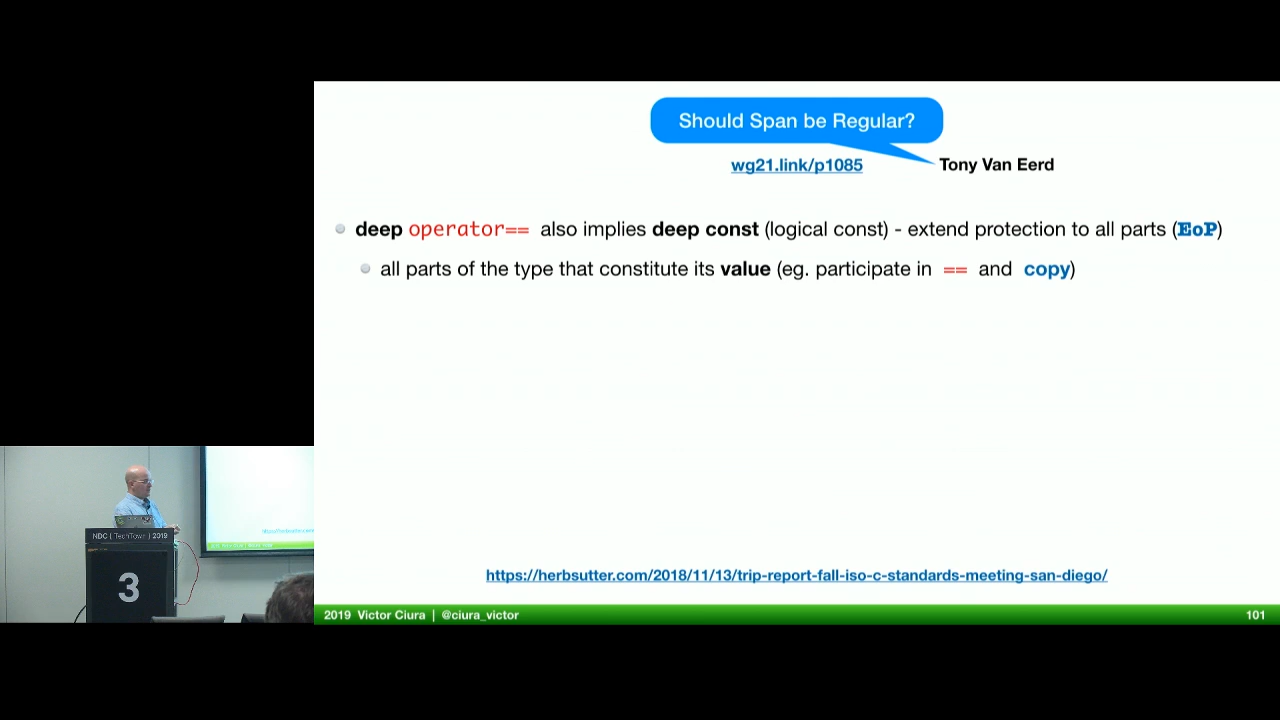 Should Span be Regular?
wg21.link/p1085
Tony Van Eerd
deep operator== also implies deep const (logical const) - extend protection to all parts (EoP)
all parts of the type that constitute its value (eg. participate in == and copy)
https://herbsutter.com/2018/11/13/trip-report-fall-iso-c-standards-meeting-san-diego/
2019 Victor Ciura | @ciura_victor
101
NDC | TechTown | 2019
3